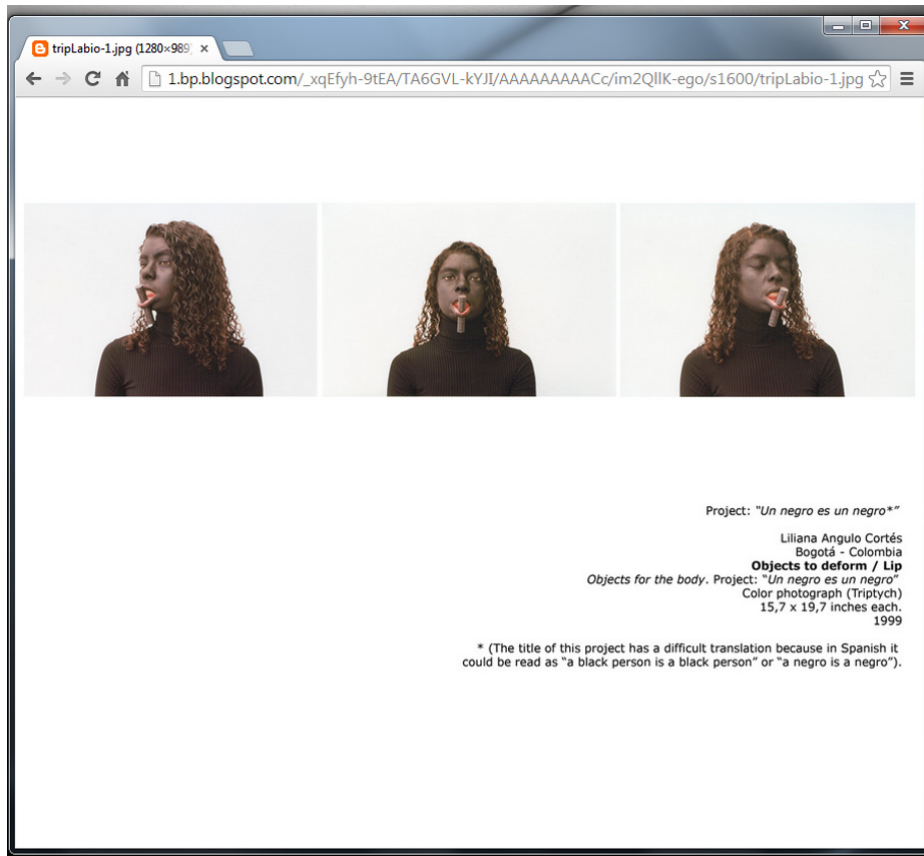 tripLabio-1.jpg (1280×989
1.bp.blogspot.com/_xqEfyh-9tEA/TA6GVL-kYJI/AAAAAAAAACc/im2QllK-ego/s1600/tripLabio-1.jpg
Project: “Un negro es un negro*”
Liliana Angulo Cortés
Bogotá - Colombia
Objects to deform / Lip
Objects for the body. Project: “Un negro es un negro”
Color photograph (Triptych)
15,7 x 19,7 inches each.
1999
* (The title of this project has a difficult translation because in Spanish it
could be read as “a black person is a black person” or “a negro is a negro”).